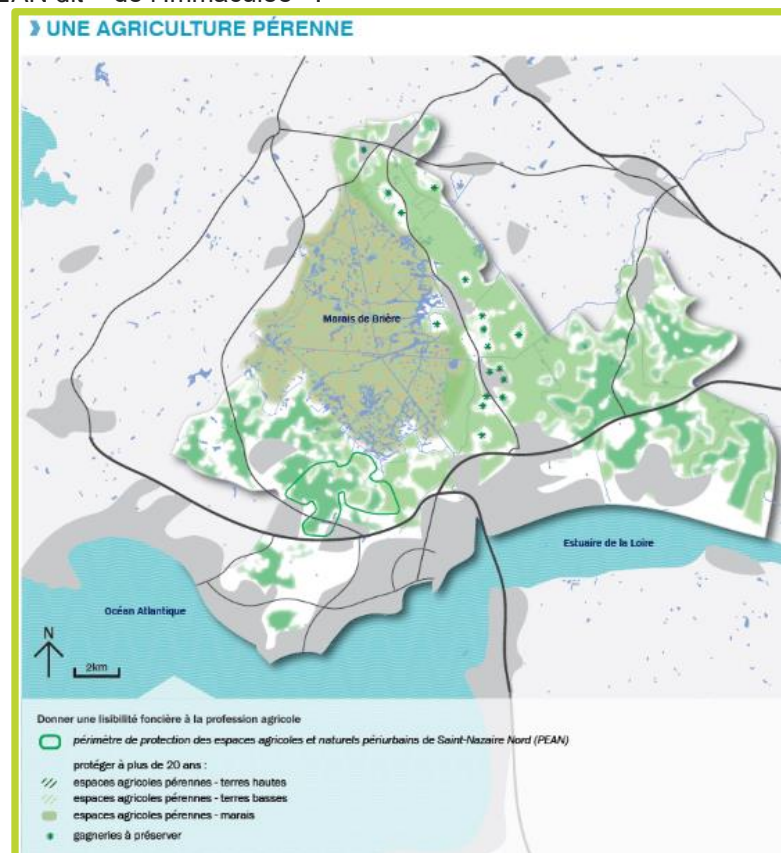 UNE AGRICULTURE PÉRENNE
Marais de Brière
Estuaire de la Loire
Océan Atlantique
N
2km
Donner une lisibilité foncière à la profession agricole
périmètre de protection des espaces agricoles et naturels périurbains de Saint-Nazaire Nord (PEAN)
protéger à plus de 20 ans :
espaces agricoles pérennes - terres hautes
espaces agricoles pérennes - terres basses
espaces agricoles pérennes - marais
gagneries à préserver